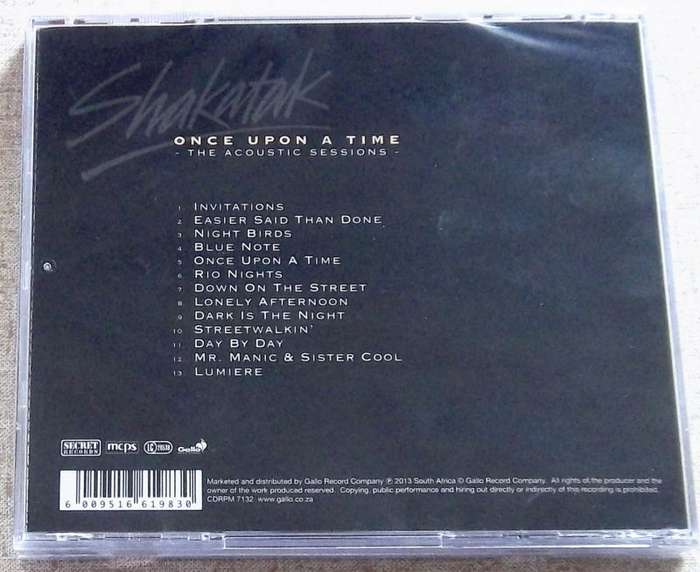 Shakatak
ONCE UPON A TIME
- THE ACOUSTIC SESSIONS -
1. INVITATIONS
2. EASIER SAID THAN DONE
3. NIGHT BIRDS
4. BLUE NOTE
5. ONCE UPON A TIME
6. RIO NIGHTS
7. DOWN ON THE STREET
8. LONELY AFTERNOON
9. DARK IS THE NIGHT
10. STREETWALKIN'
11. DAY BY DAY
12. MR. MANIC & SISTER COOL
13. LUMIERE
SECRET RECORDS mcps LC Gallo
Marketed and distributed by Gallo Record Company ℗ 2013 South Africa © Gallo Record Company. All rights of the producer and the
owner of the work produced reserved. Copying, public performance and hiring out directly or indirectly of this recording is prohibited.
CDRPM 7132 www.gallo.co.za
6 009516 619830